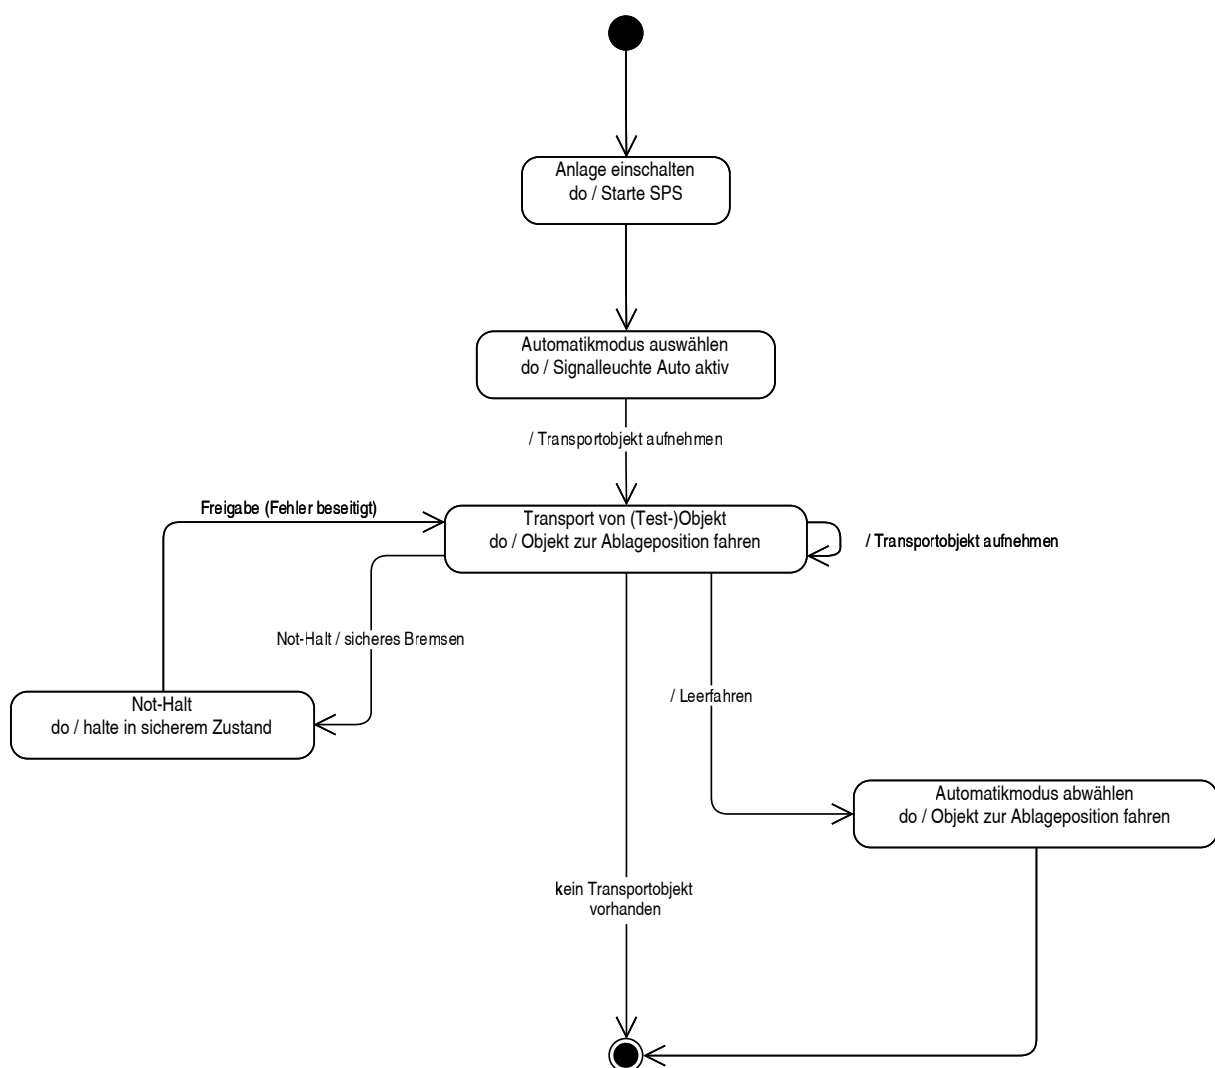 Anlage einschalten
do / Starte SPS
Automatikmodus auswählen
do / Signalleuchte Auto aktiv
/ Transportobjekt aufnehmen
Freigabe (Fehler beseitigt)
Transport von (Test-)Objekt
do / Objekt zur Ablageposition fahren
/ Transportobjekt aufnehmen
Not-Halt / sicheres Bremsen
/ Leerfahren
Not-Halt
do / halte in sicherem Zustand
Automatikmodus abwählen
do / Objekt zur Ablageposition fahren
kein Transportobjekt
vorhanden